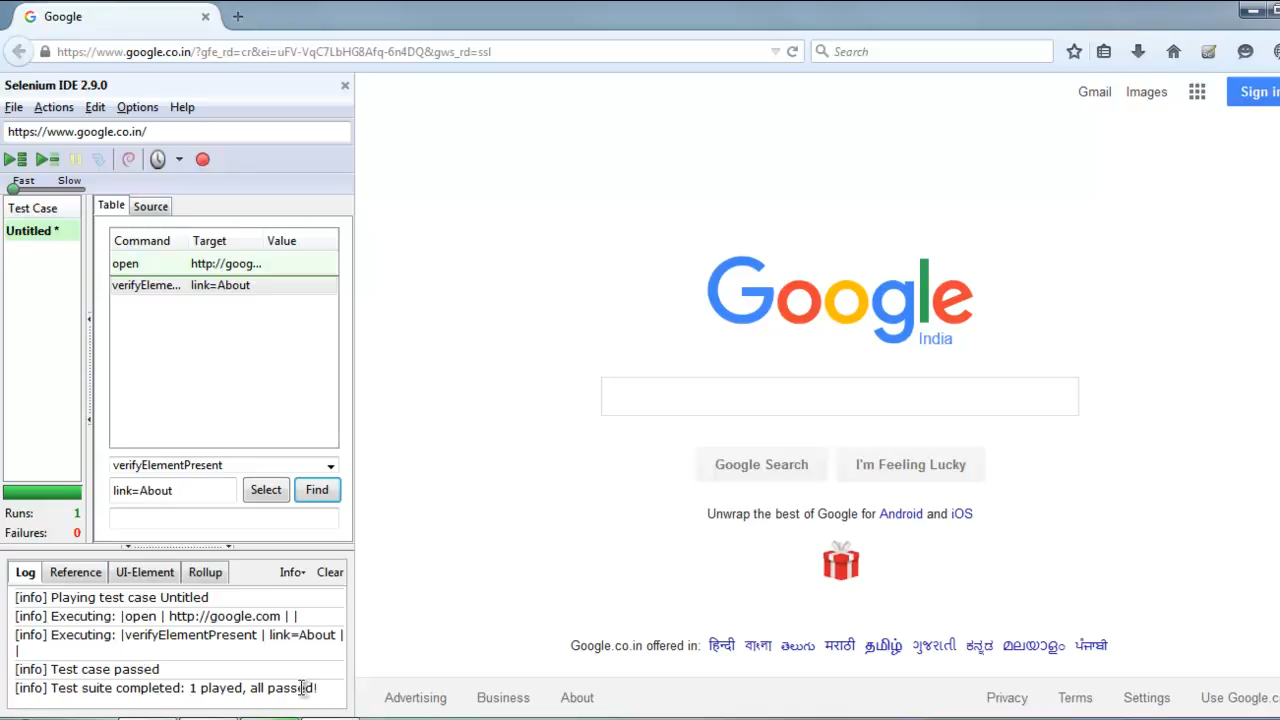 Google
https://www.google.co.in/?gfe_rd=cr&ei=uFV-VqC7LbHG8Afq-6n4DQ&gws_rd=ssl
Search
Selenium IDE 2.9.0
File Actions Edit Options Help
https://www.google.co.in/
Fast Slow
Test Case
Untitled *
Table Source
Command Target Value
open http://goog...
verifyEleme... link=About
verifyElementPresent
link=About Select Find
Runs: 1
Failures: 0
Log Reference UI-Element Rollup Info Clear
[info] Playing test case Untitled
[info] Executing: |open | http://google.com | |
[info] Executing: |verifyElementPresent | link=About |
|
[info] Test case passed
[info] Test suite completed: 1 played, all passed!
Gmail Images Sign in
Google
India
Google Search I'm Feeling Lucky
Unwrap the best of Google for Android and iOS
Google.co.in offered in: हिन्दी বাংলা తెలుగు मराठी தமிழ் ગુજરાતી ಕನ್ನಡ മലയാളം ਪੰਜਾਬੀ
Advertising Business About Privacy Terms Settings Use Google.c